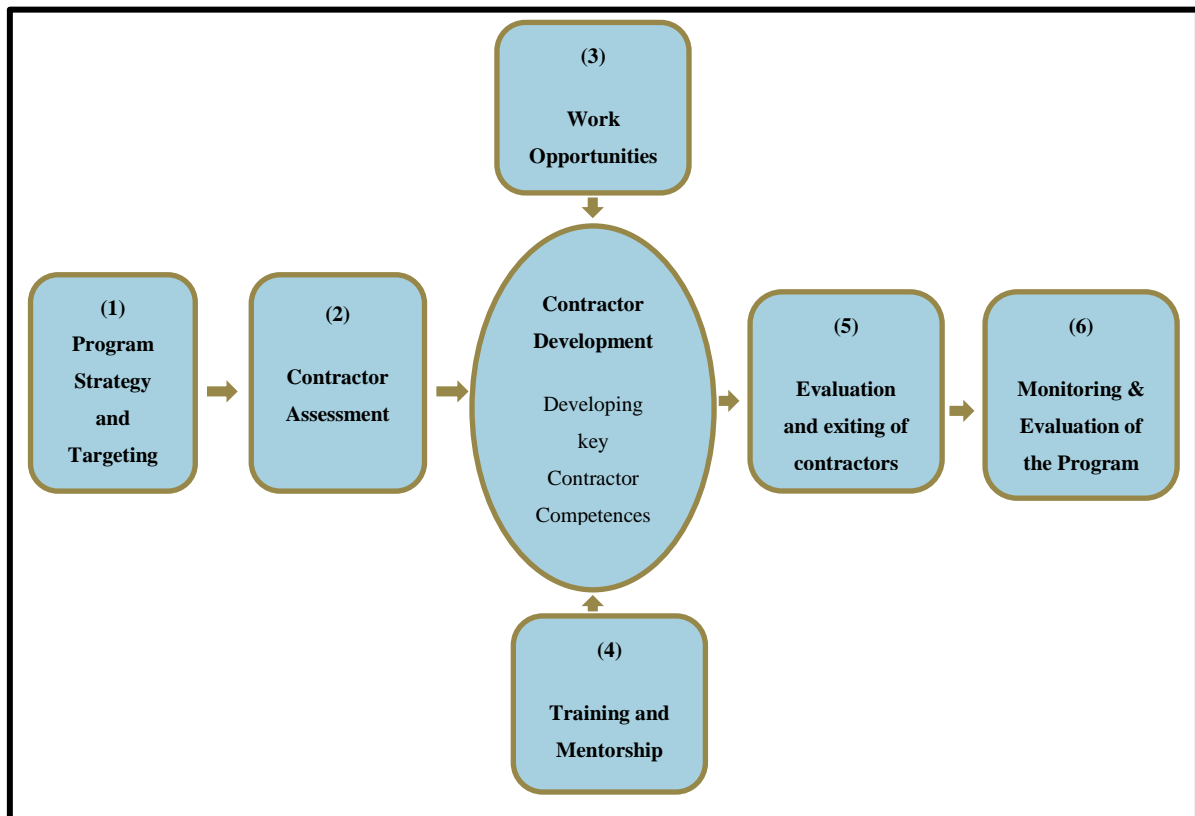 (1)
Program
Strategy
and
Targeting
(2)
Contractor
Assessment
(3)
Work
Opportunities
Contractor
Development
Developing
key
Contractor
Competences
(4)
Training and
Mentorship
(5)
Evaluation
and exiting of
contractors
(6)
Monitoring &
Evaluation of
the Program